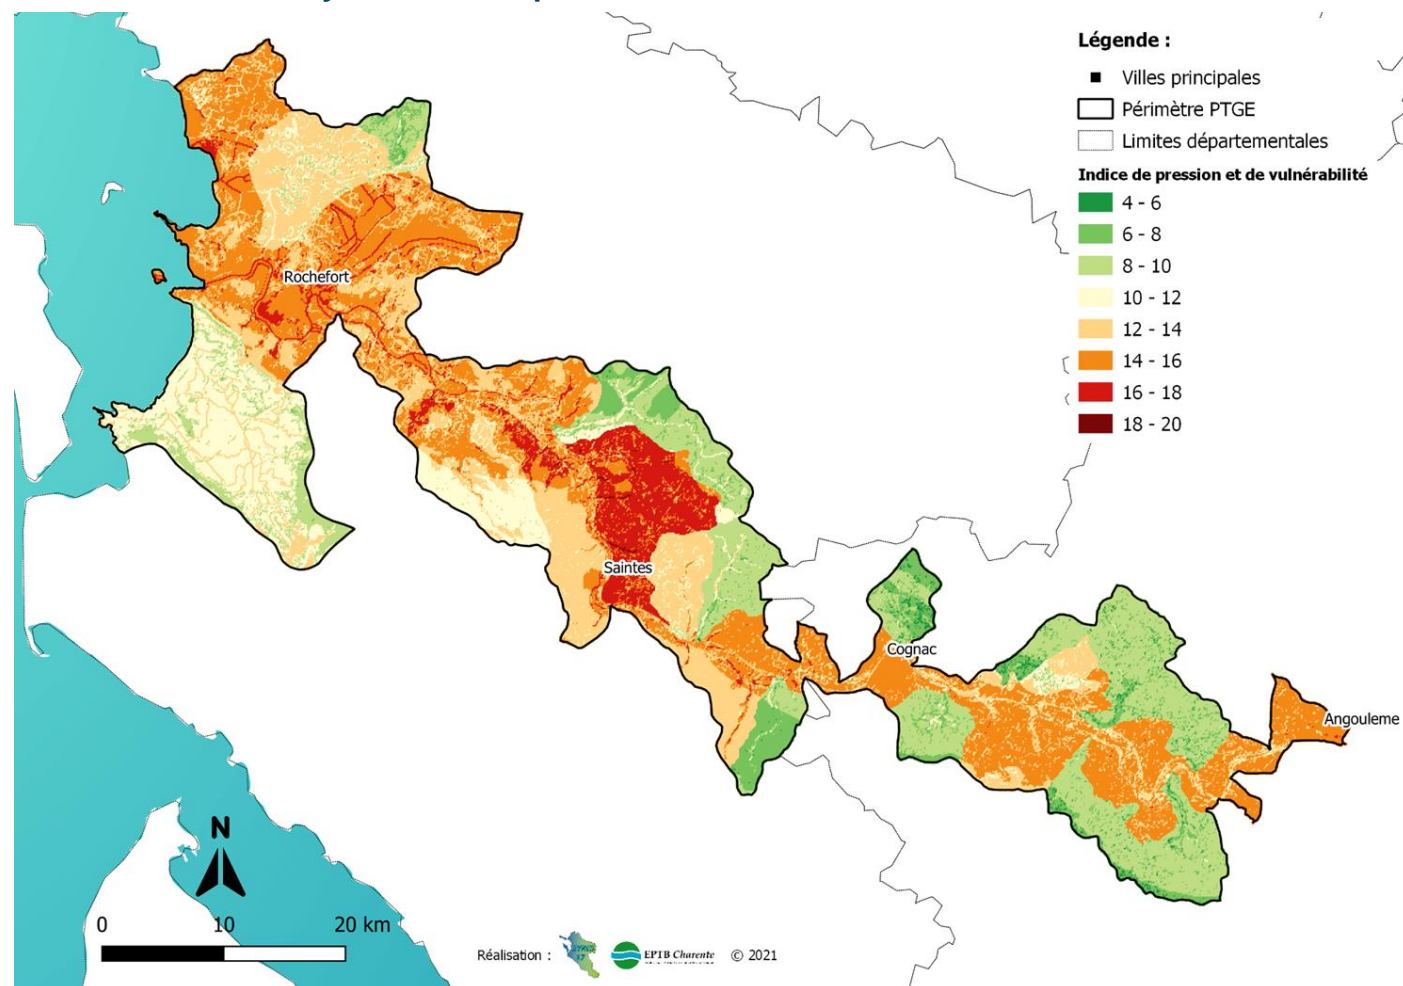 Légende :
Villes principales
Périmètre PTGE
Limites départementales
Indice de pression et de vulnérabilité
4 - 6
6 - 8
8 - 10
10 - 12
12 - 14
14 - 16
16 - 18
18 - 20
Rochefort
Saintes
Cognac
Angouleme
N
0 10 20 km
Réalisation : EPTB Charente © 2021